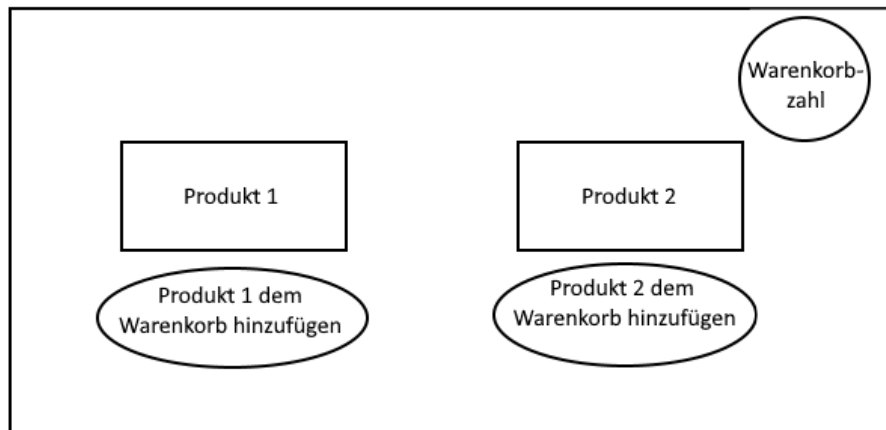 Warenkorb-
zahl
Produkt 1
Produkt 2
Produkt 1 dem
Warenkorb hinzufügen
Produkt 2 dem
Warenkorb hinzufügen